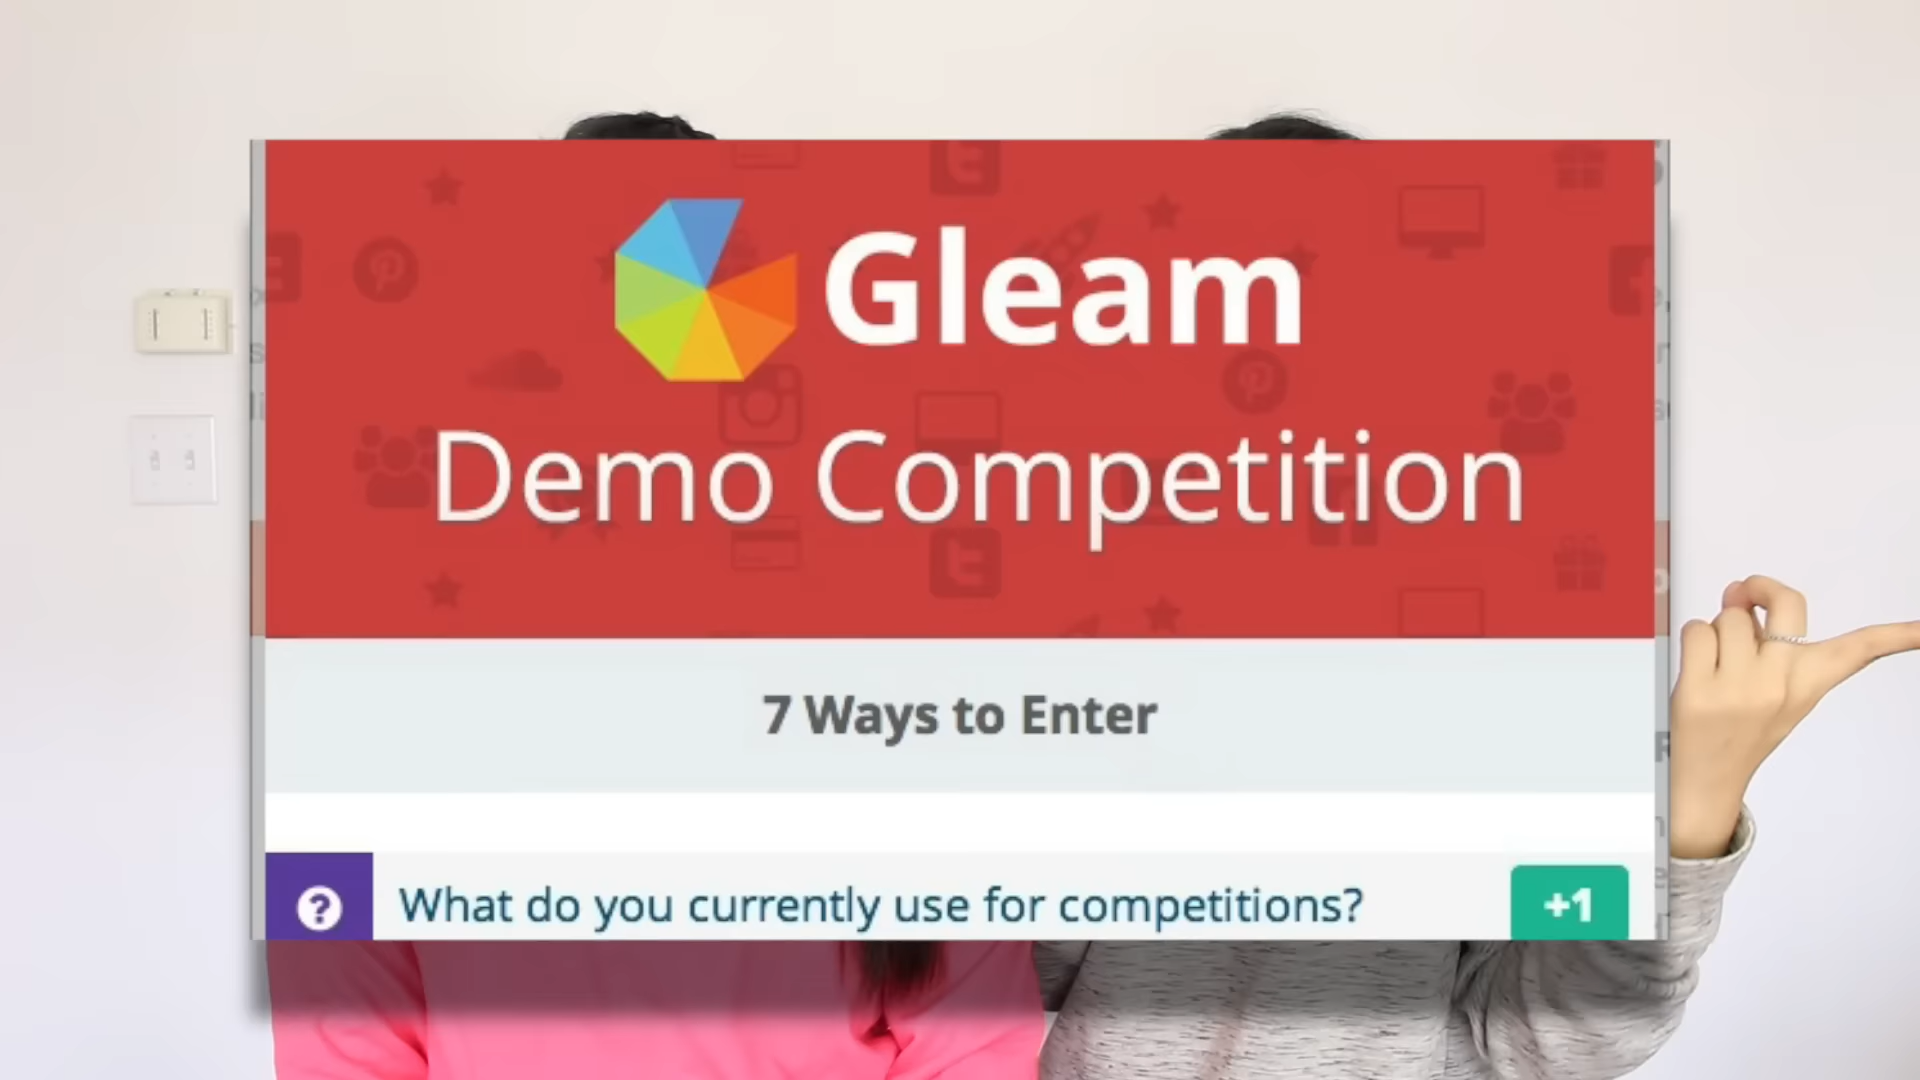 Gleam
Demo Competition
7 Ways to Enter
What do you currently use for competitions?
+1